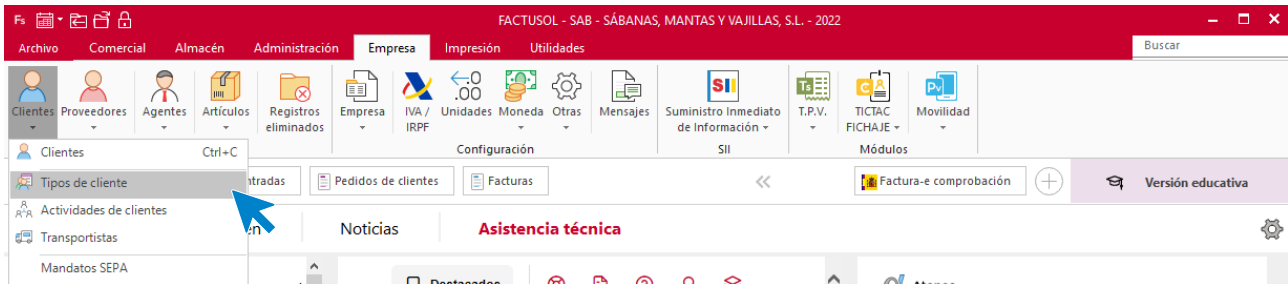 Fs
FACTUSOL - SAB - SÁBANAS, MANTAS Y VAJILLAS, S.L. - 2022
Archivo Comercial Almacén Administración Empresa Impresión Utilidades Buscar
Clientes Proveedores Agentes Artículos Registros eliminados Empresa IVA / IRPF Unidades Moneda Otras Mensajes Suministro Inmediato de Información T.P.V. TICTAC FICHAJE Movilidad
Configuración SII Módulos
Clientes Ctrl+C
Tipos de cliente
ntradas Pedidos de clientes Facturas Factura-e comprobación Versión educativa
Actividades de clientes
Transportistas
en Noticias Asistencia técnica
Mandatos SEPA
Destacados